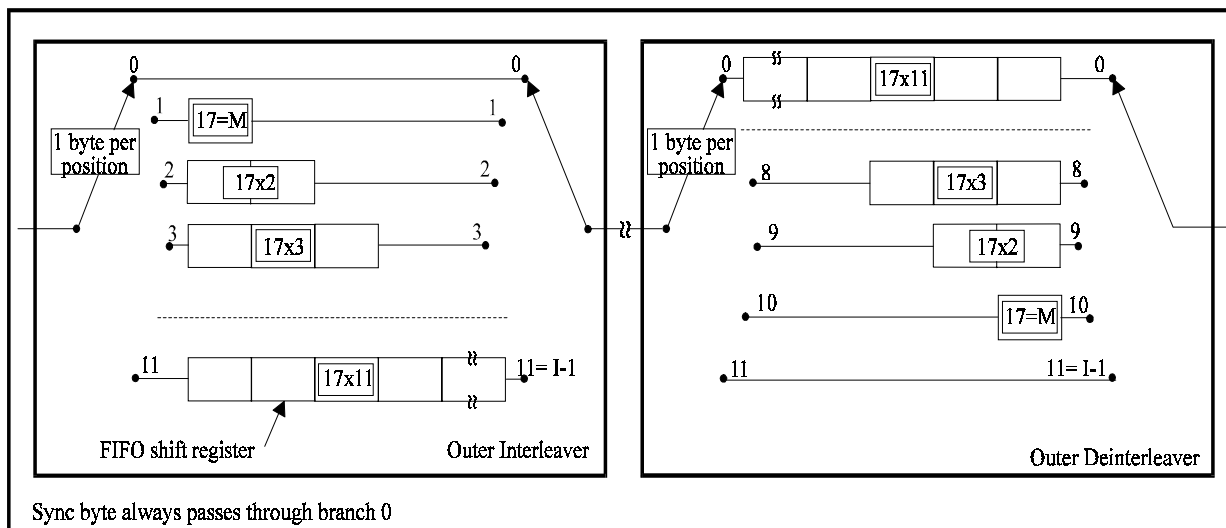 0
0
1
17=M
1
1 byte per
position
2
17x2
2
3
17x3
3
11
17x11
11= I-1
FIFO shift register
Outer Interleaver
0
17x11
0
1 byte per
position
8
17x3
8
9
17x2
9
10
17=M
10
11
11= I-1
Outer Deinterleaver
Sync byte always passes through branch 0